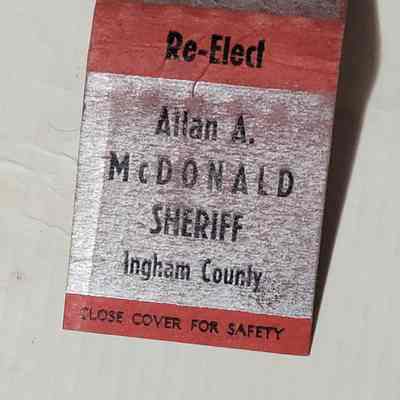 Re-Elect
Allan A.
McDONALD
SHERIFF
Ingham County
CLOSE COVER FOR SAFETY